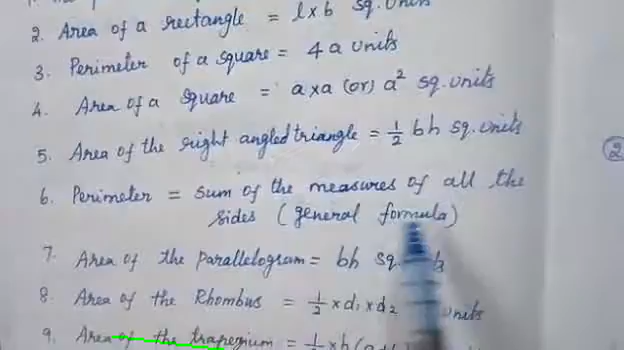 2. Area of a rectangle = l x b sq. units
3. Perimeter of a square = 4 a units
4. Area of a square = a x a (or) a² sq. units
5. Area of the right angled triangle = 1/2 bh sq. units
2
6. Perimeter = sum of the measures of all the
sides (general formula)
7. Area of the parallelogram = bh sq.
8. Area of the Rhombus = 1/2 x d₁ x d₂ units
9. Area of the trapezium = 1/2 x h (a